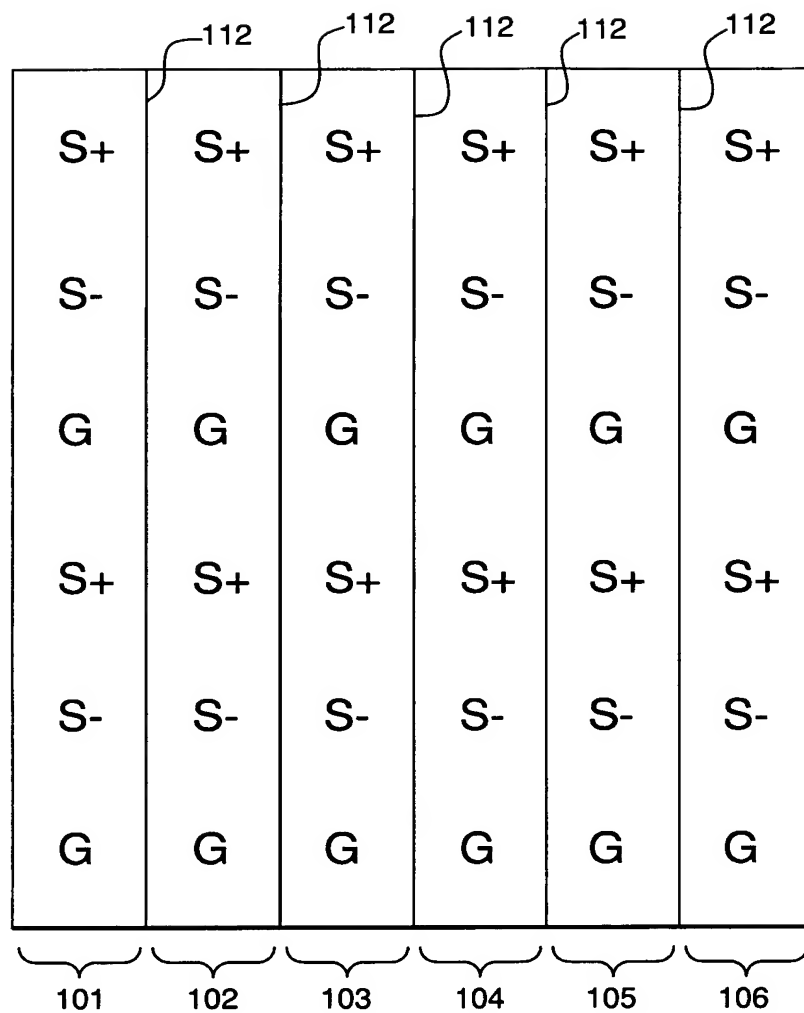 112 112 112 112 112
S+ S+ S+ S+ S+ S+
S- S- S- S- S- S-
G G G G G G
S+ S+ S+ S+ S+ S+
S- S- S- S- S- S-
G G G G G G
101 102 103 104 105 106